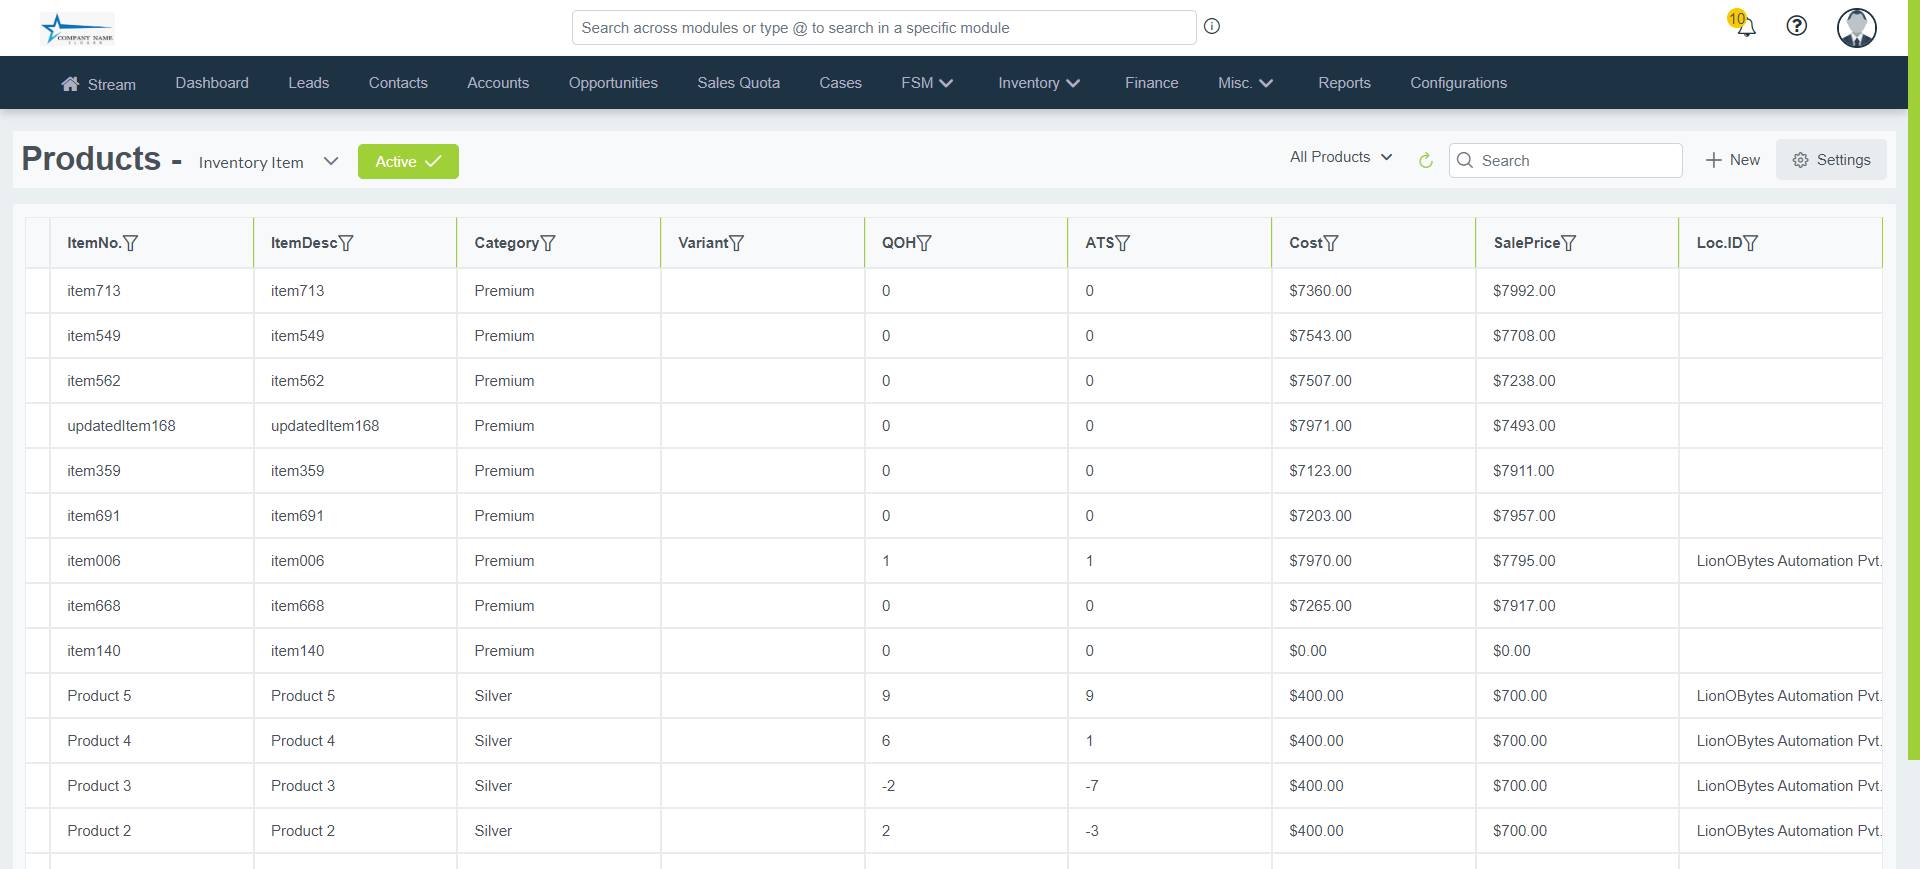 COMPANY NAME
Search across modules or type @ to search in a specific module
10
Stream Dashboard Leads Contacts Accounts Opportunities Sales Quota Cases FSM Inventory Finance Misc. Reports Configurations
Products - Inventory Item Active All Products Search New Settings
ItemNo. ItemDesc Category Variant QOH ATS Cost SalePrice Loc.ID
item713 item713 Premium 0 0 $7360.00 $7992.00
item549 item549 Premium 0 0 $7543.00 $7708.00
item562 item562 Premium 0 0 $7507.00 $7238.00
updatedItem168 updatedItem168 Premium 0 0 $7971.00 $7493.00
item359 item359 Premium 0 0 $7123.00 $7911.00
item691 item691 Premium 0 0 $7203.00 $7957.00
item006 item006 Premium 1 1 $7970.00 $7795.00 LionOBytes Automation Pvt.
item668 item668 Premium 0 0 $7265.00 $7917.00
item140 item140 Premium 0 0 $0.00 $0.00
Product 5 Product 5 Silver 9 9 $400.00 $700.00 LionOBytes Automation Pvt.
Product 4 Product 4 Silver 6 1 $400.00 $700.00 LionOBytes Automation Pvt.
Product 3 Product 3 Silver -2 -7 $400.00 $700.00 LionOBytes Automation Pvt.
Product 2 Product 2 Silver 2 -3 $400.00 $700.00 LionOBytes Automation Pvt.